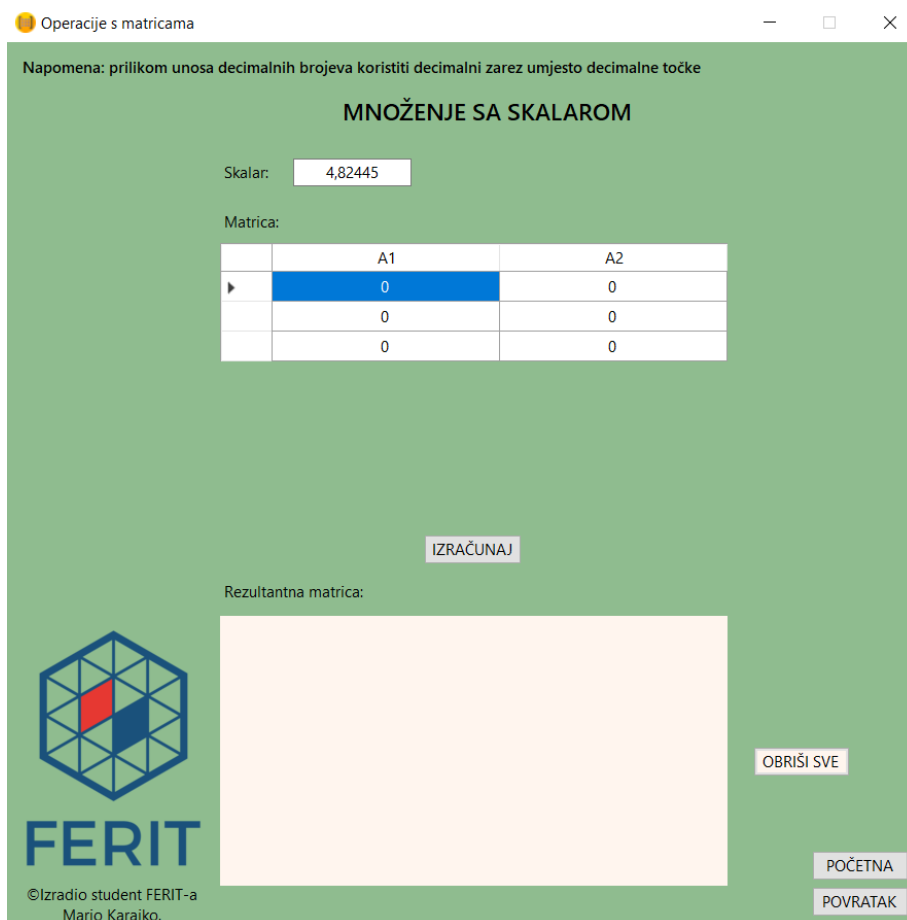 Operacije s matricama
Napomena: prilikom unosa decimalnih brojeva koristiti decimalni zarez umjesto decimalne točke
MNOŽENJE SA SKALAROM
Skalar: 4,82445
Matrica:
A1 A2
0 0
0 0
0 0
IZRAČUNAJ
Rezultantna matrica:
OBRIŠI SVE
FERIT
POČETNA
©Izradio student FERIT-a
Mario Karajko.
POVRATAK